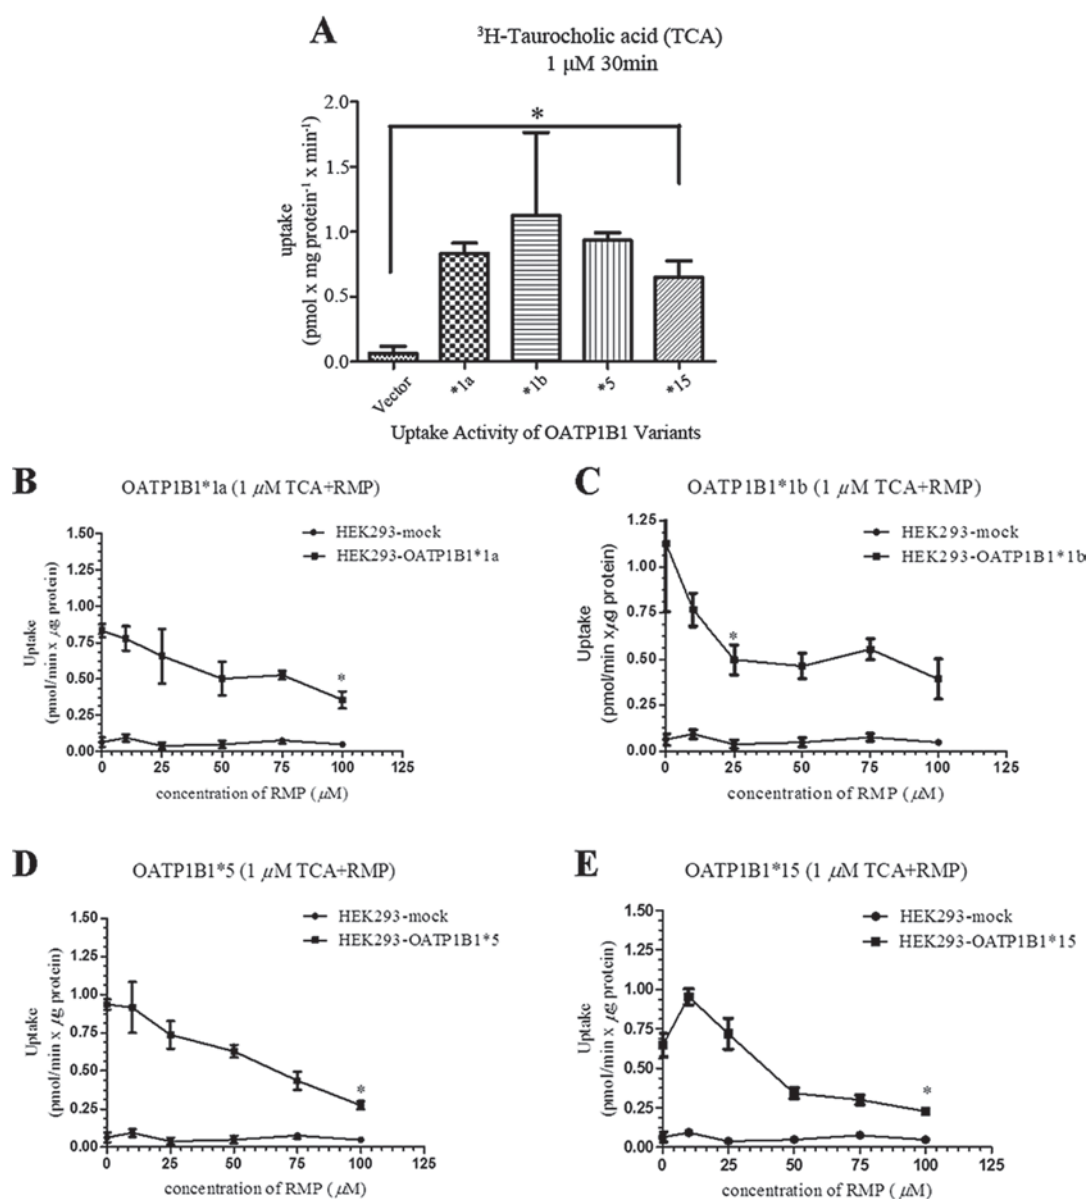 A
³H-Taurocholic acid (TCA)
1 μM 30min
uptake
(pmol x mg protein⁻¹ x min⁻¹)
2.0
1.5
1.0
0.5
0.0
*
Vector
*1a
*1b
*5
*15
Uptake Activity of OATP1B1 Variants
B
OATP1B1*1a (1 μM TCA+RMP)
HEK293-mock
HEK293-OATP1B1*1a
Uptake
(pmol/min x μg protein)
1.50
1.25
1.00
0.75
0.50
0.25
0.00
*
0 25 50 75 100 125
concentration of RMP (μM)
C
OATP1B1*1b (1 μM TCA+RMP)
HEK293-mock
HEK293-OATP1B1*1b
Uptake
(pmol/min xμg protein)
1.25
1.00
0.75
0.50
0.25
0.00
*
0 25 50 75 100 125
concentration of RMP (μM)
D
OATP1B1*5 (1 μM TCA+RMP)
HEK293-mock
HEK293-OATP1B1*5
Uptake
(pmol/min x μg protein)
1.50
1.25
1.00
0.75
0.50
0.25
0.00
*
0 25 50 75 100 125
concentration of RMP (μM)
E
OATP1B1*15 (1 μM TCA+RMP)
HEK293-mock
HEK293-OATP1B1*15
Uptake
(pmol/min x μg protein)
1.50
1.25
1.00
0.75
0.50
0.25
0.00
*
0 25 50 75 100 125
concentration of RMP (μM)